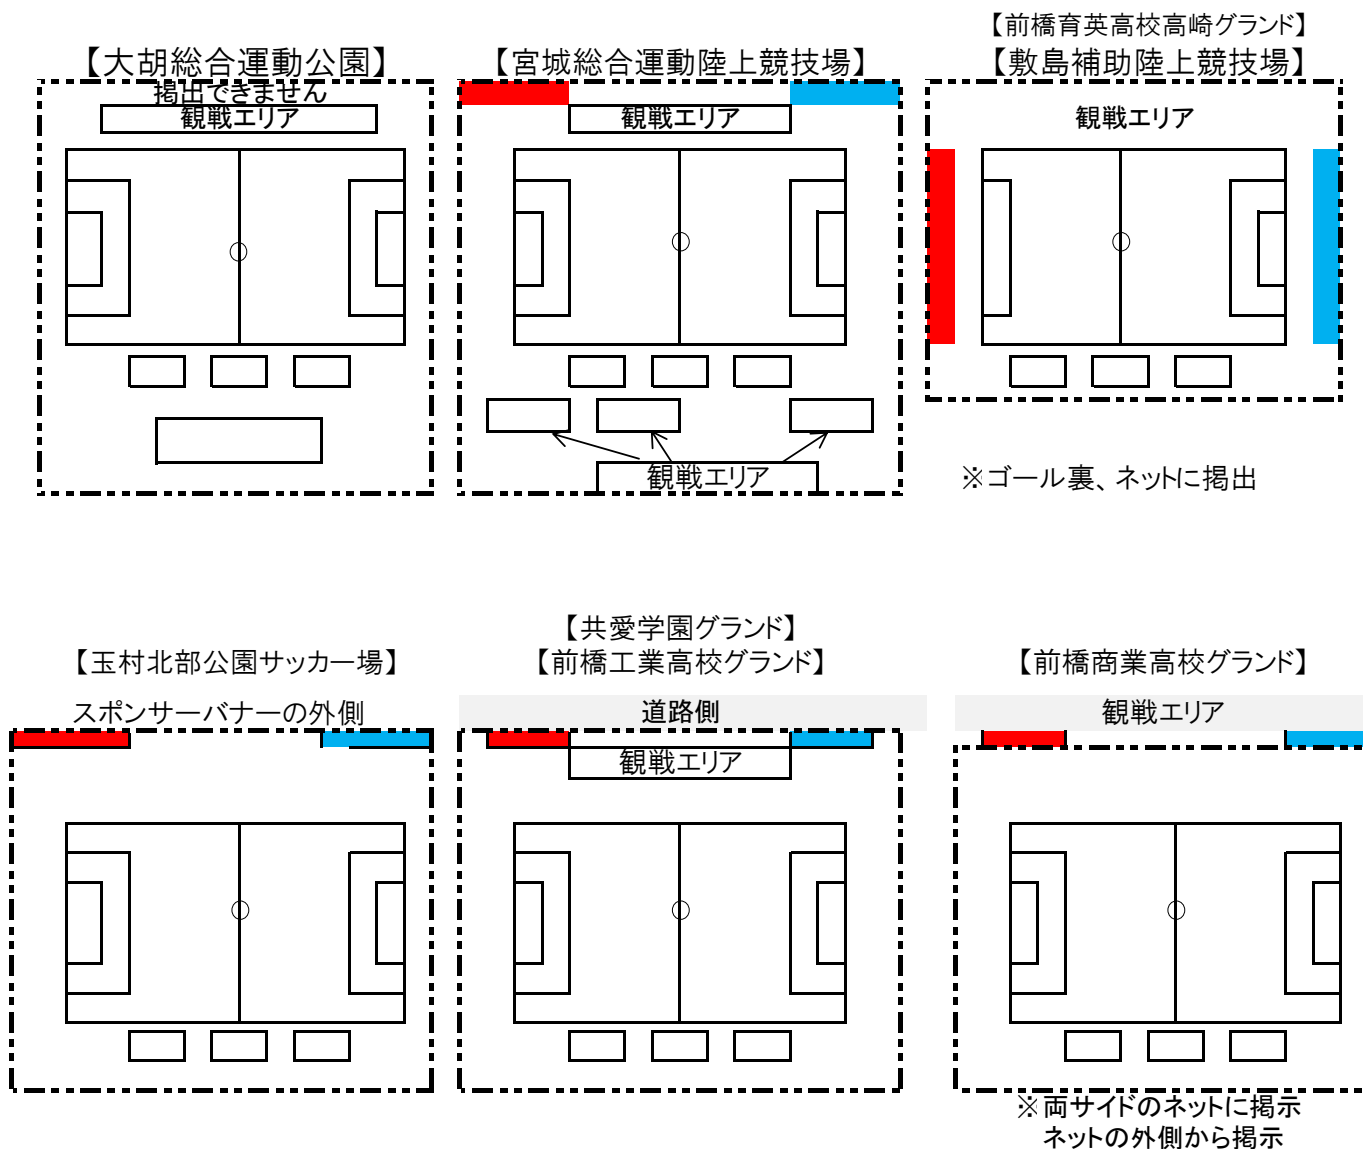 【大胡総合運動公園】
掲出できません
観戦エリア
【宮城総合運動陸上競技場】
観戦エリア
観戦エリア
【前橋育英高校高崎グランド】
【敷島補助陸上競技場】
観戦エリア
※ゴール裏、ネットに掲出
【玉村北部公園サッカー場】
スポンサーバナーの外側
【共愛学園グランド】
【前橋工業高校グランド】
道路側
観戦エリア
【前橋商業高校グランド】
観戦エリア
※両サイドのネットに掲示
ネットの外側から掲示